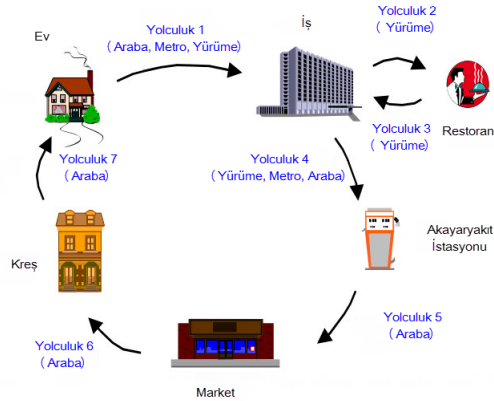 Ev
Yolculuk 1
(Araba, Metro, Yürüme)
İş
Yolculuk 2
( Yürüme)
Restoran
Yolculuk 3
( Yürüme)
Yolculuk 4
(Yürüme, Metro, Araba)
Akayaryakıt
İstasyonu
Yolculuk 5
(Araba)
Market
Yolculuk 6
(Araba)
Kreş
Yolculuk 7
( Araba)